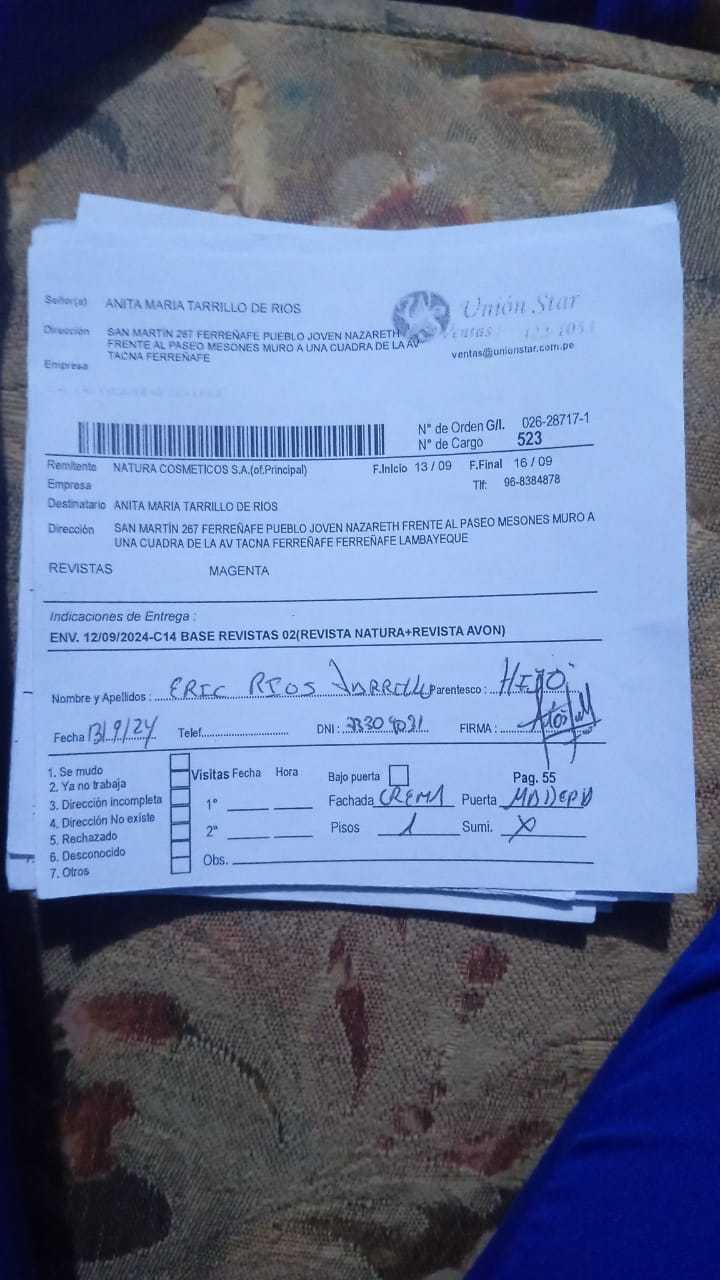 Señor(a) ANITA MARIA TARRILLO DE RIOS
Unión Star
Dirección SAN MARTÍN 267 FERREÑAFE PUEBLO JOVEN NAZARETH
FRENTE AL PASEO MESONES MURO A UNA CUADRA DE LA AV
TACNA FERREÑAFE
Ventas:
ventas@unionstar.com.pe
Empresa
N° de Orden G/I. 026-28717-1
N° de Cargo 523
Remitente NATURA COSMETICOS S.A.(of.Principal) F.Inicio 13 / 09 F.Final 16 / 09
Empresa Tlf: 96-8384878
Destinatario ANITA MARIA TARRILLO DE RIOS
Dirección SAN MARTÍN 267 FERREÑAFE PUEBLO JOVEN NAZARETH FRENTE AL PASEO MESONES MURO A
UNA CUADRA DE LA AV TACNA FERREÑAFE FERREÑAFE LAMBAYEQUE
REVISTAS MAGENTA
Indicaciones de Entrega :
ENV. 12/09/2024-C14 BASE REVISTAS 02(REVISTA NATURA+REVISTA AVON)
Nombre y Apellidos : ERIC RIOS TARRILLO Parentesco : HIJO
Fecha 13/9/24 Telef. DNI : FIRMA :
1. Se mudo
2. Ya no trabaja
3. Dirección incompleta
4. Dirección No existe
5. Rechazado
6. Desconocido
7. Otros
Visitas Fecha Hora Bajo puerta Pag. 55
1° Fachada CREMA Puerta MADERA
2° Pisos 1 Sumi. X
Obs.